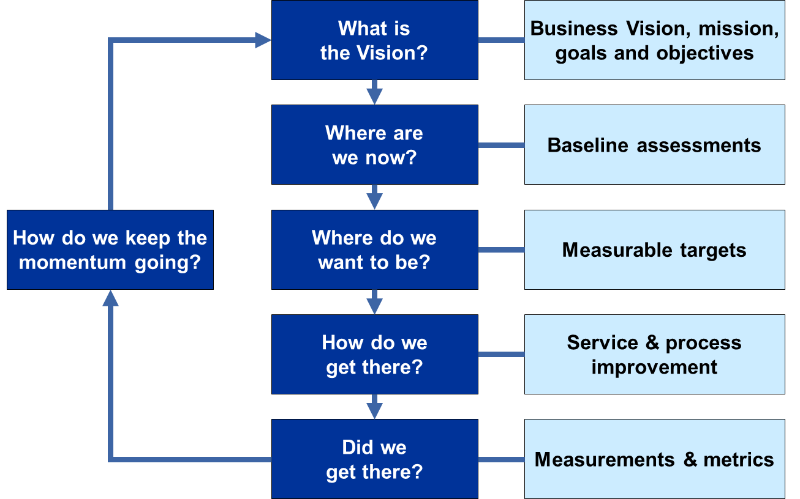 What is
the Vision?
Business Vision, mission,
goals and objectives
Where are
we now?
Baseline assessments
How do we keep the
momentum going?
Where do we
want to be?
Measurable targets
How do we
get there?
Service & process
improvement
Did we
get there?
Measurements & metrics